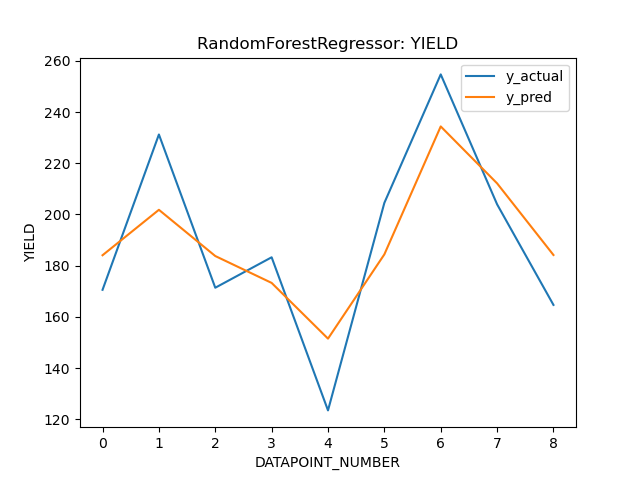 RandomForestRegressor: YIELD
y_actual
y_pred
YIELD
260
240
220
200
180
160
140
120
0 1 2 3 4 5 6 7 8
DATAPOINT_NUMBER